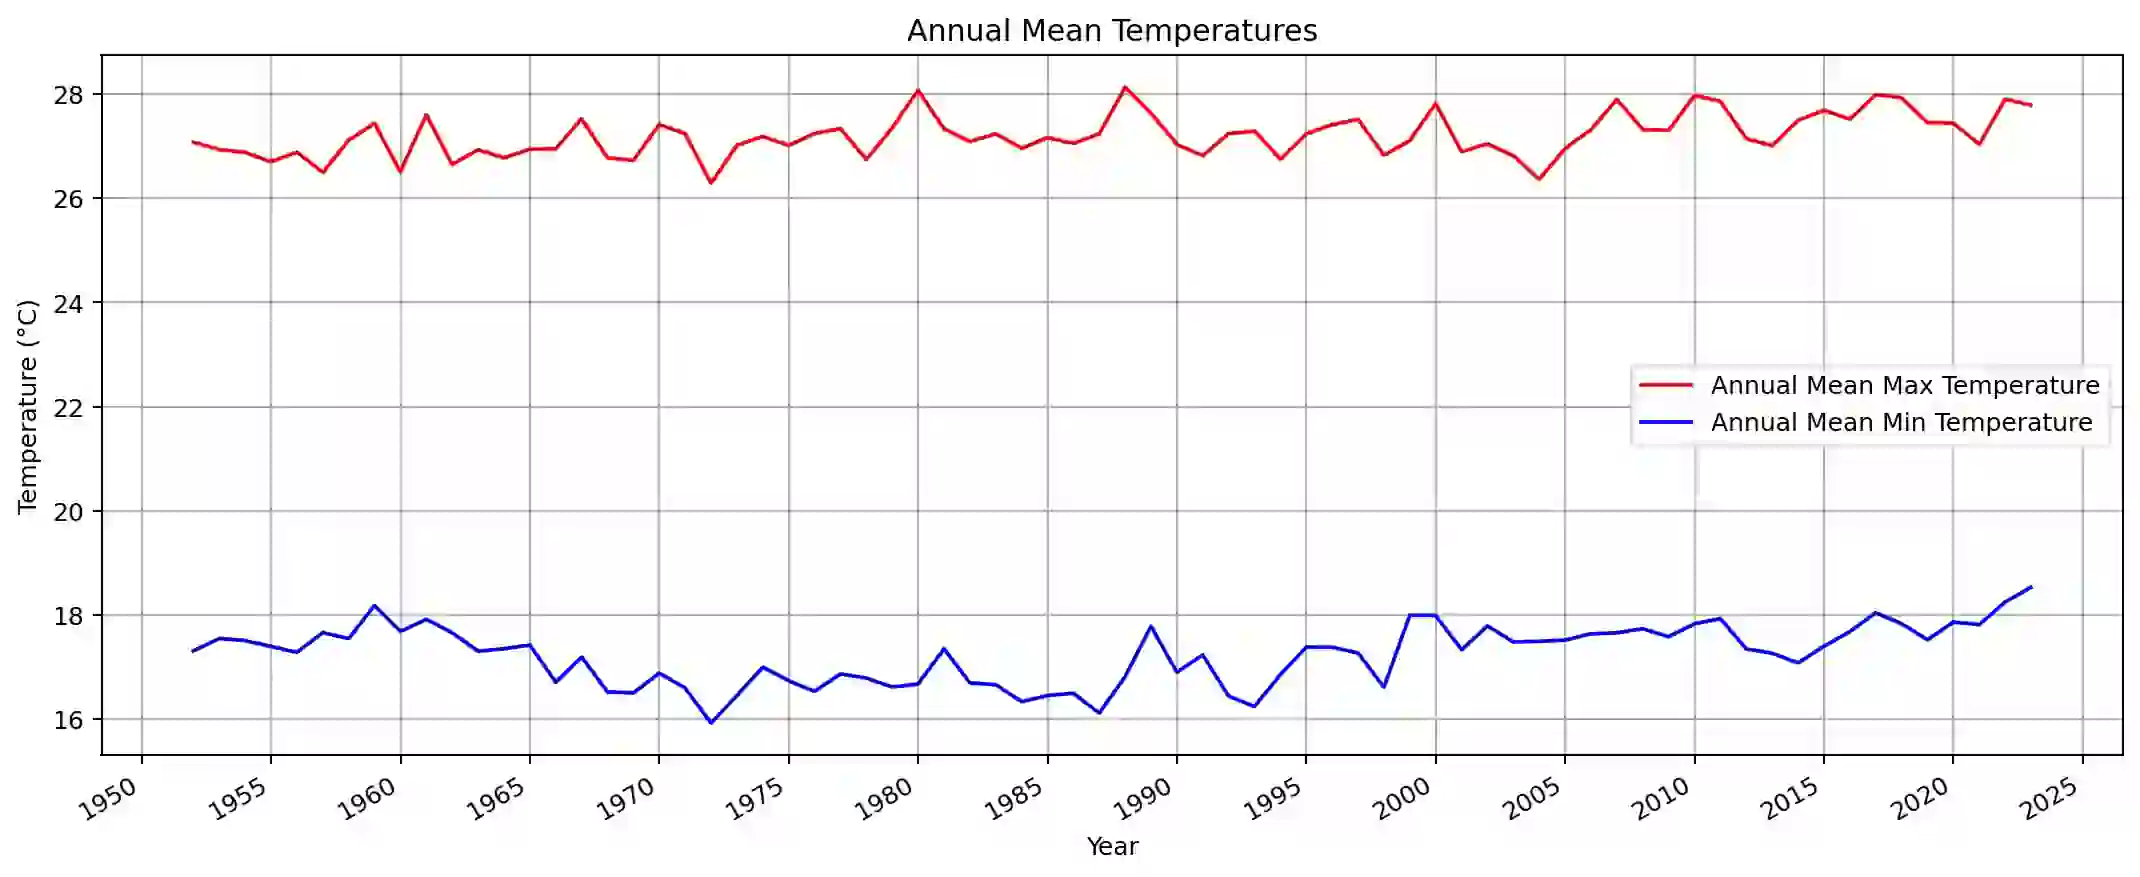 Annual Mean Temperatures
Temperature (°C)
28
26
24
22
20
18
16
Annual Mean Max Temperature
Annual Mean Min Temperature
1950 1955 1960 1965 1970 1975 1980 1985 1990 1995 2000 2005 2010 2015 2020 2025
Year